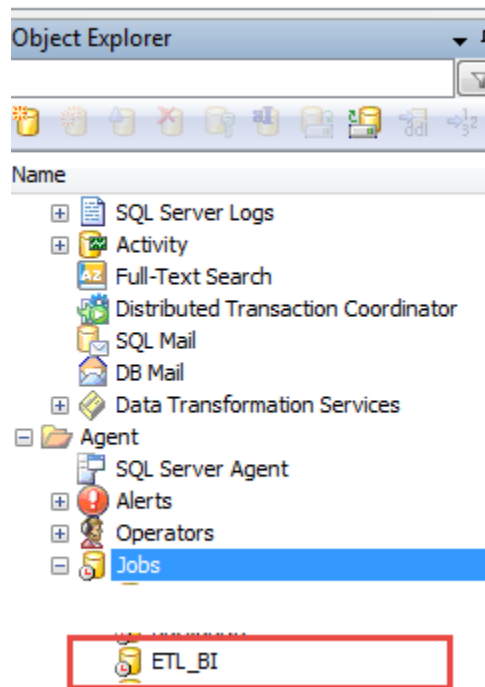 Object Explorer
Name
SQL Server Logs
Activity
Full-Text Search
Distributed Transaction Coordinator
SQL Mail
DB Mail
Data Transformation Services
Agent
SQL Server Agent
Alerts
Operators
Jobs
ETL_BI